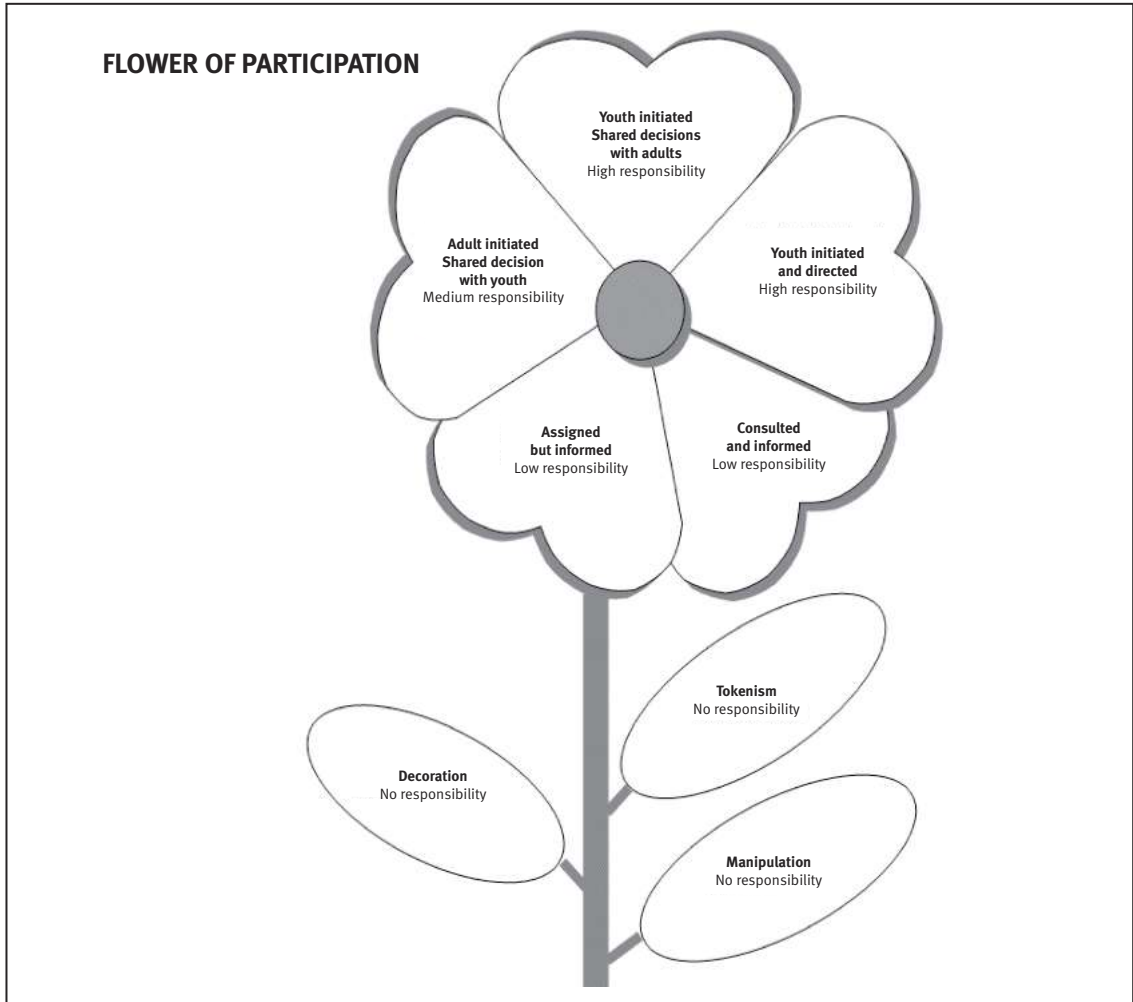 FLOWER OF PARTICIPATION
Youth initiated
Shared decisions
with adults
High responsibility
Adult initiated
Shared decision
with youth
Medium responsibility
Youth initiated
and directed
High responsibility
Assigned
but informed
Low responsibility
Consulted
and informed
Low responsibility
Tokenism
No responsibility
Decoration
No responsibility
Manipulation
No responsibility